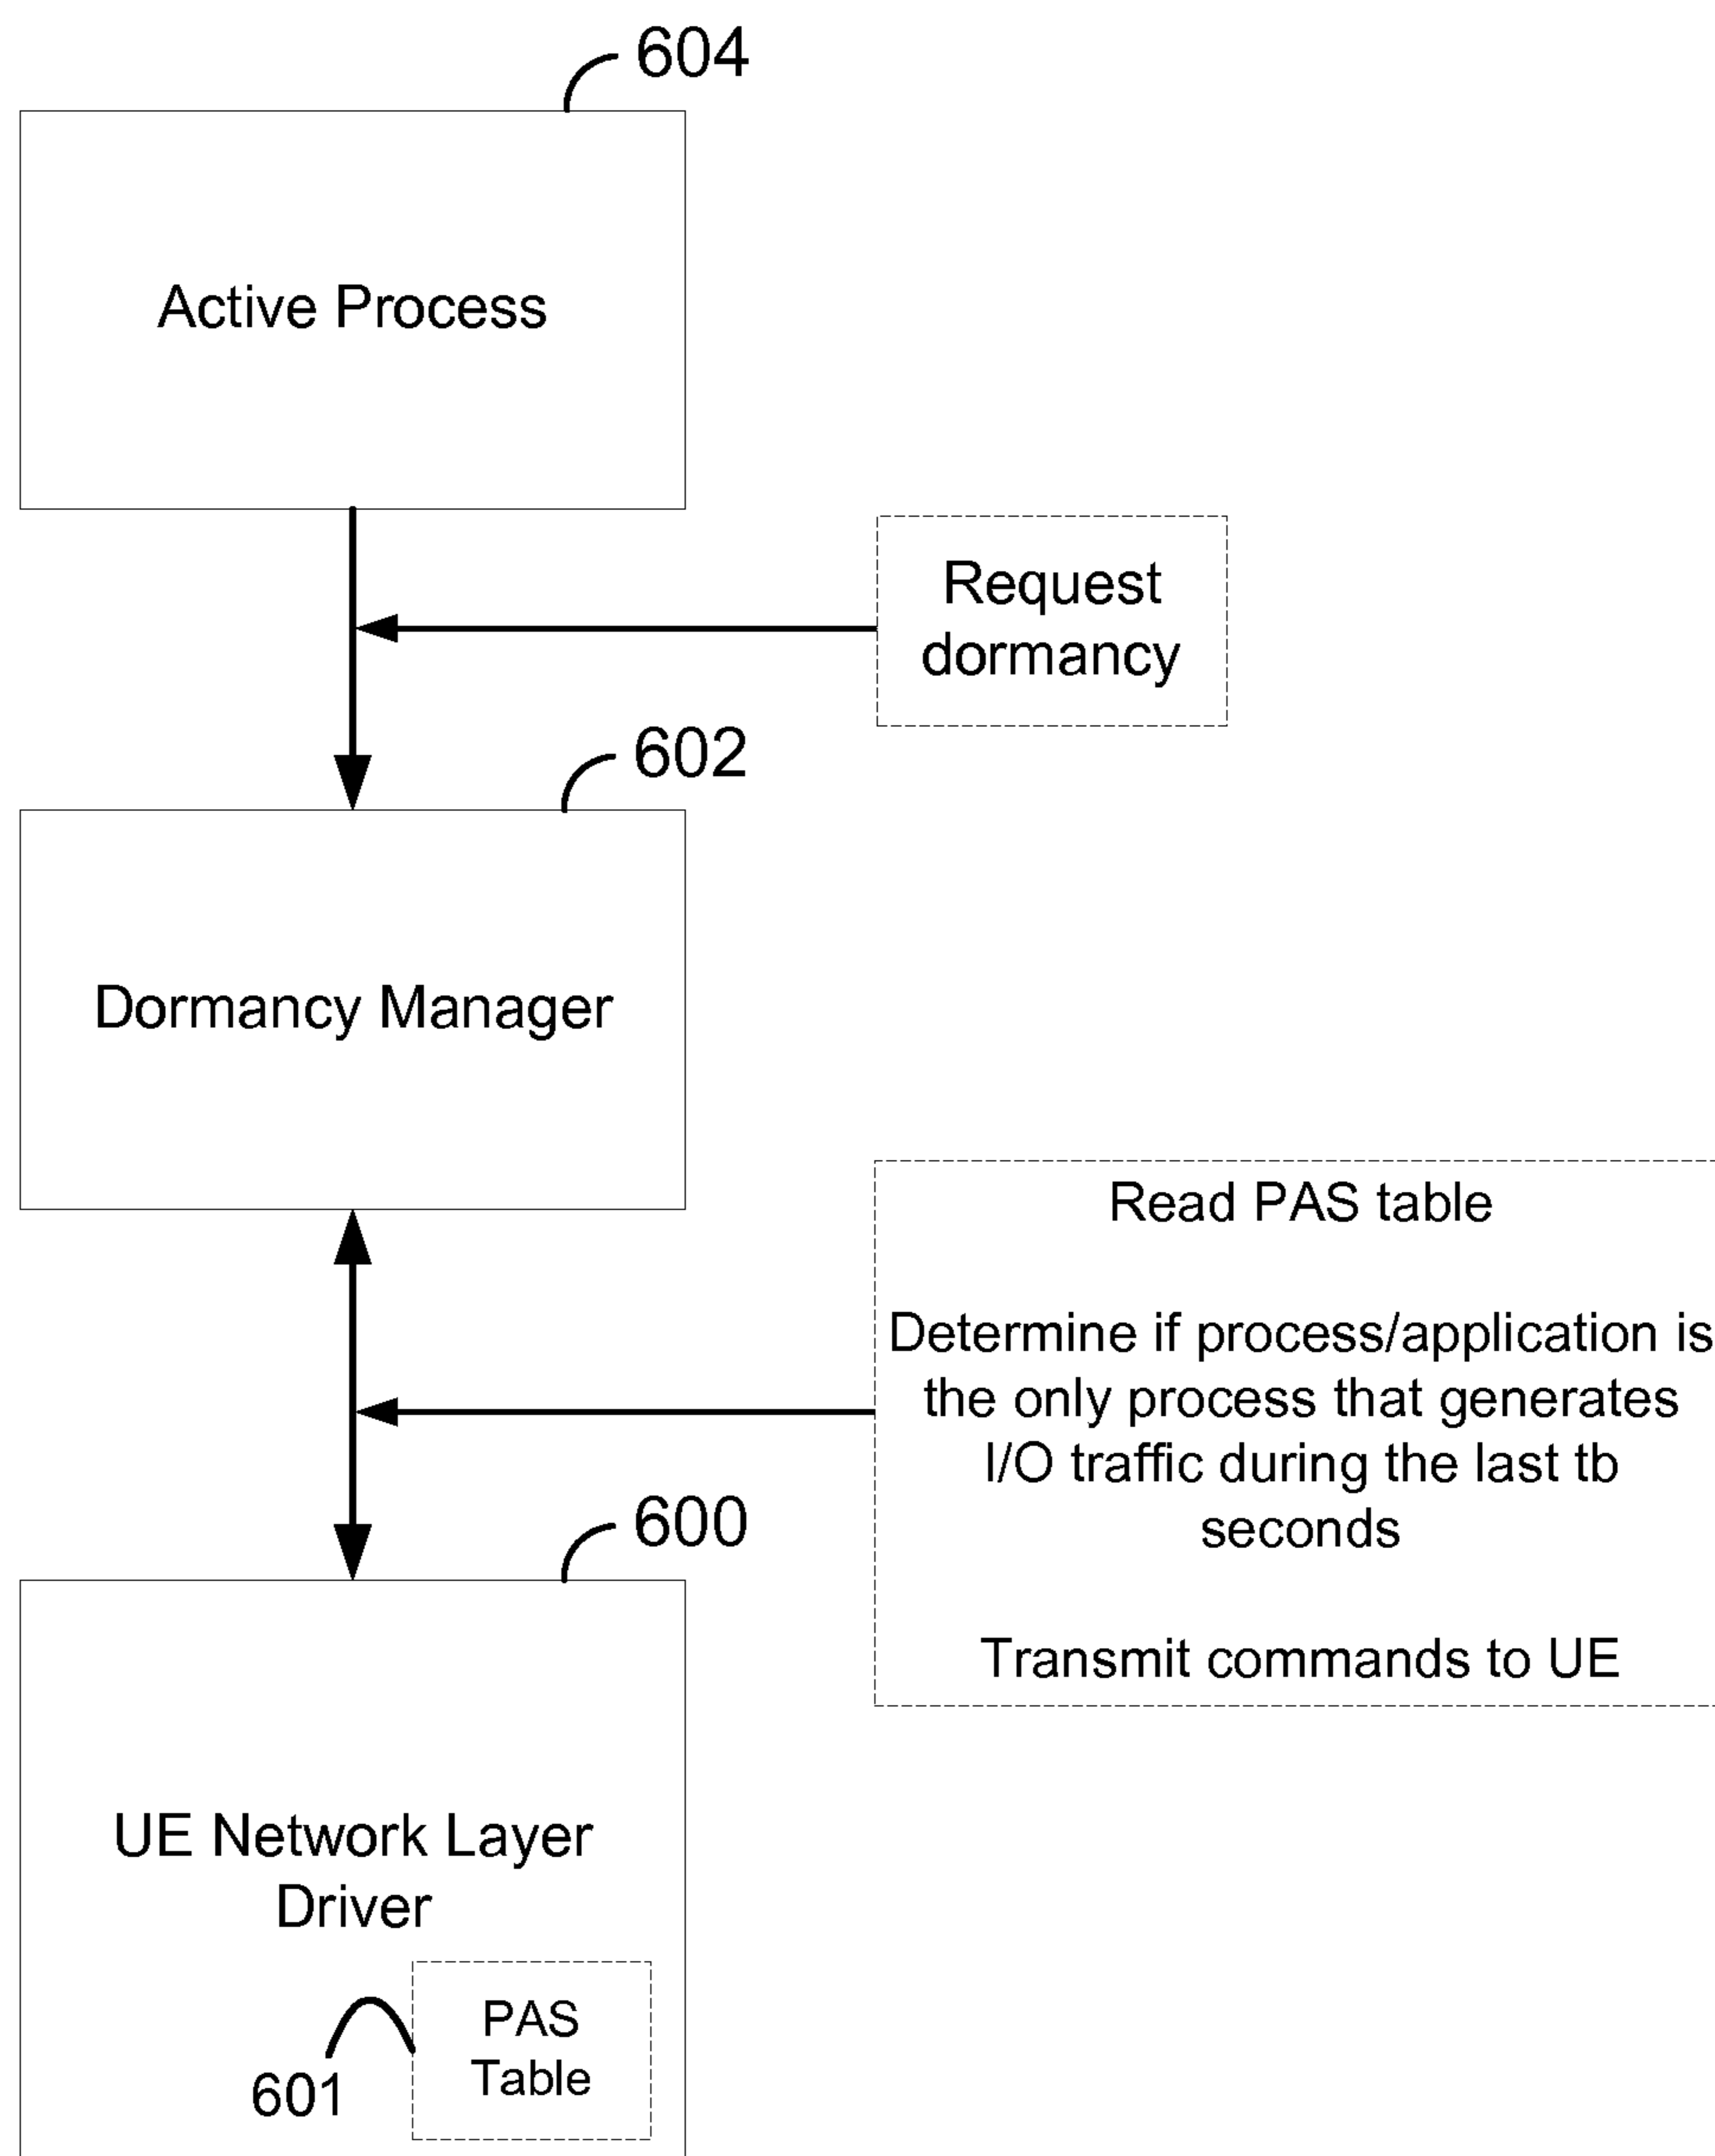 604
Active Process
Request
dormancy
602
Dormancy Manager
Read PAS table
Determine if process/application is
the only process that generates
I/O traffic during the last tb
seconds
Transmit commands to UE
600
UE Network Layer
Driver
PAS
Table
601